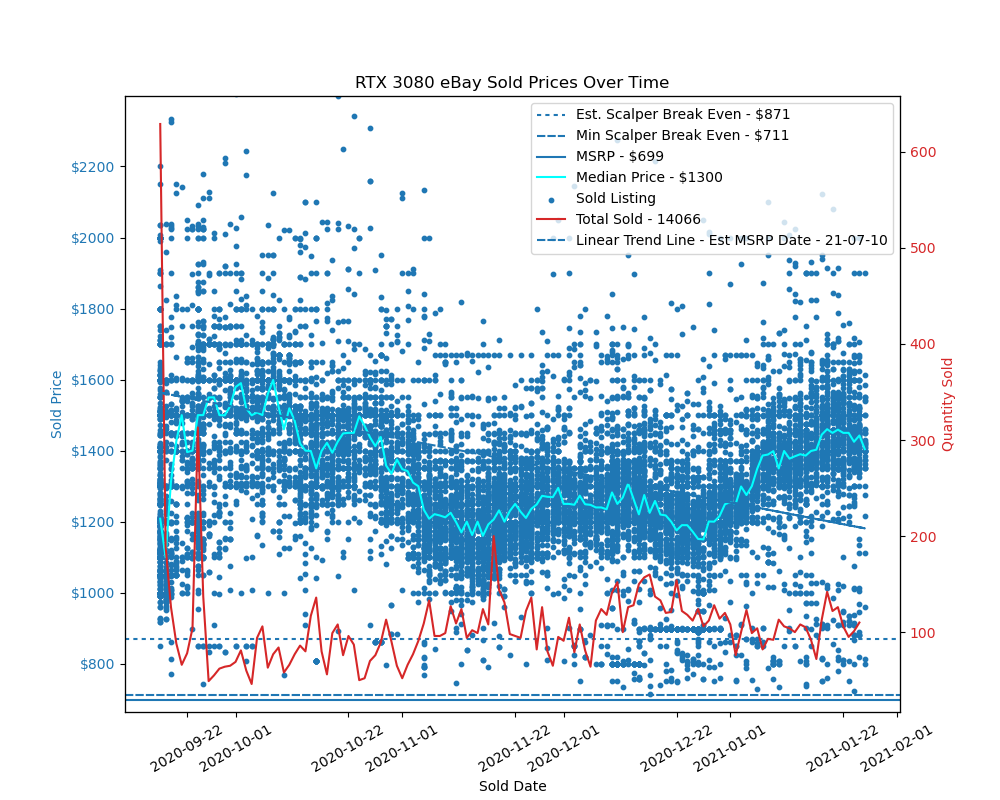 RTX 3080 eBay Sold Prices Over Time
Est. Scalper Break Even - $871
Min Scalper Break Even - $711
MSRP - $699
Median Price - $1300
Sold Listing
Total Sold - 14066
Linear Trend Line - Est MSRP Date - 21-07-10
$2200
$2000
$1800
$1600
$1400
$1200
$1000
$800
Sold Price
600
500
400
300
200
100
Quantity Sold
2020-09-22
2020-10-01
2020-10-22
2020-11-01
2020-11-22
2020-12-01
2020-12-22
2021-01-01
2021-01-22
2021-02-01
Sold Date